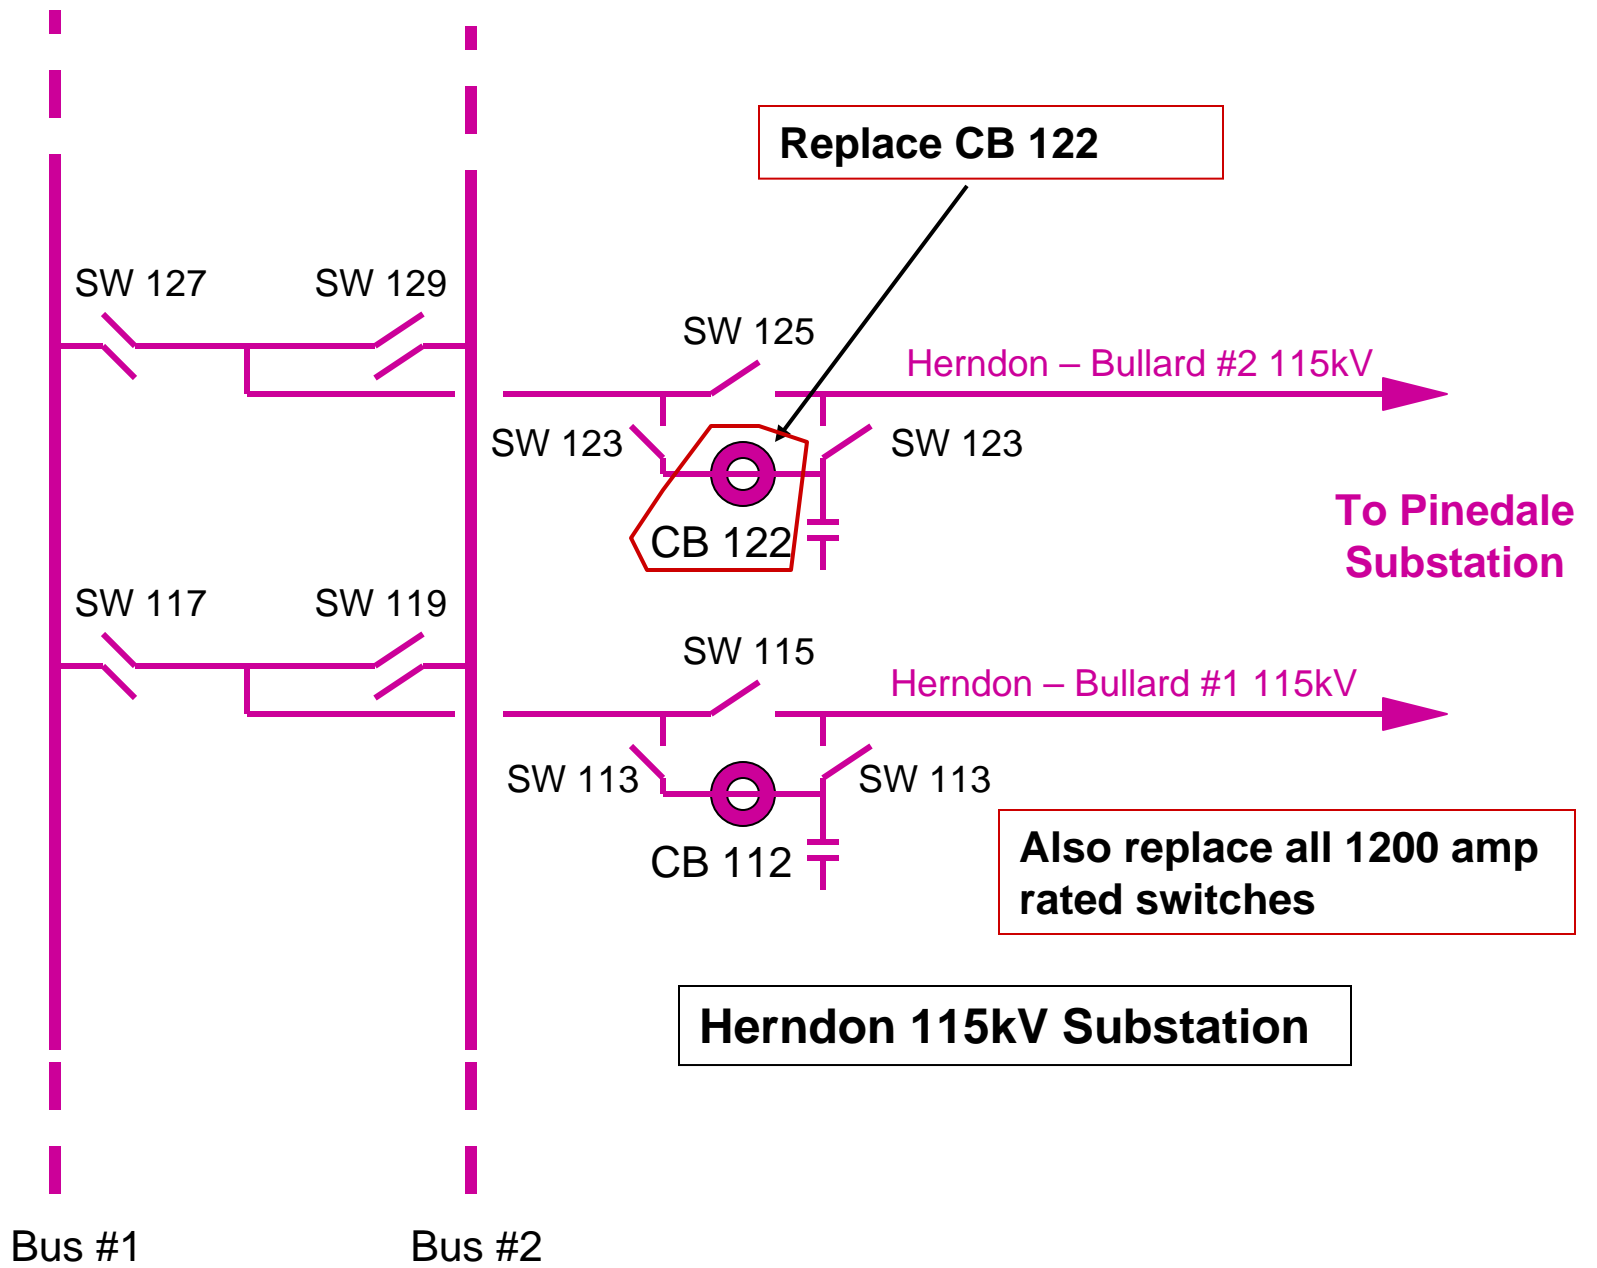 Replace CB 122
SW 127
SW 129
SW 125
Herndon – Bullard #2 115kV
SW 123
SW 123
To Pinedale
Substation
CB 122
SW 117
SW 119
SW 115
Herndon – Bullard #1 115kV
SW 113
SW 113
CB 112
Also replace all 1200 amp
rated switches
Herndon 115kV Substation
Bus #1
Bus #2